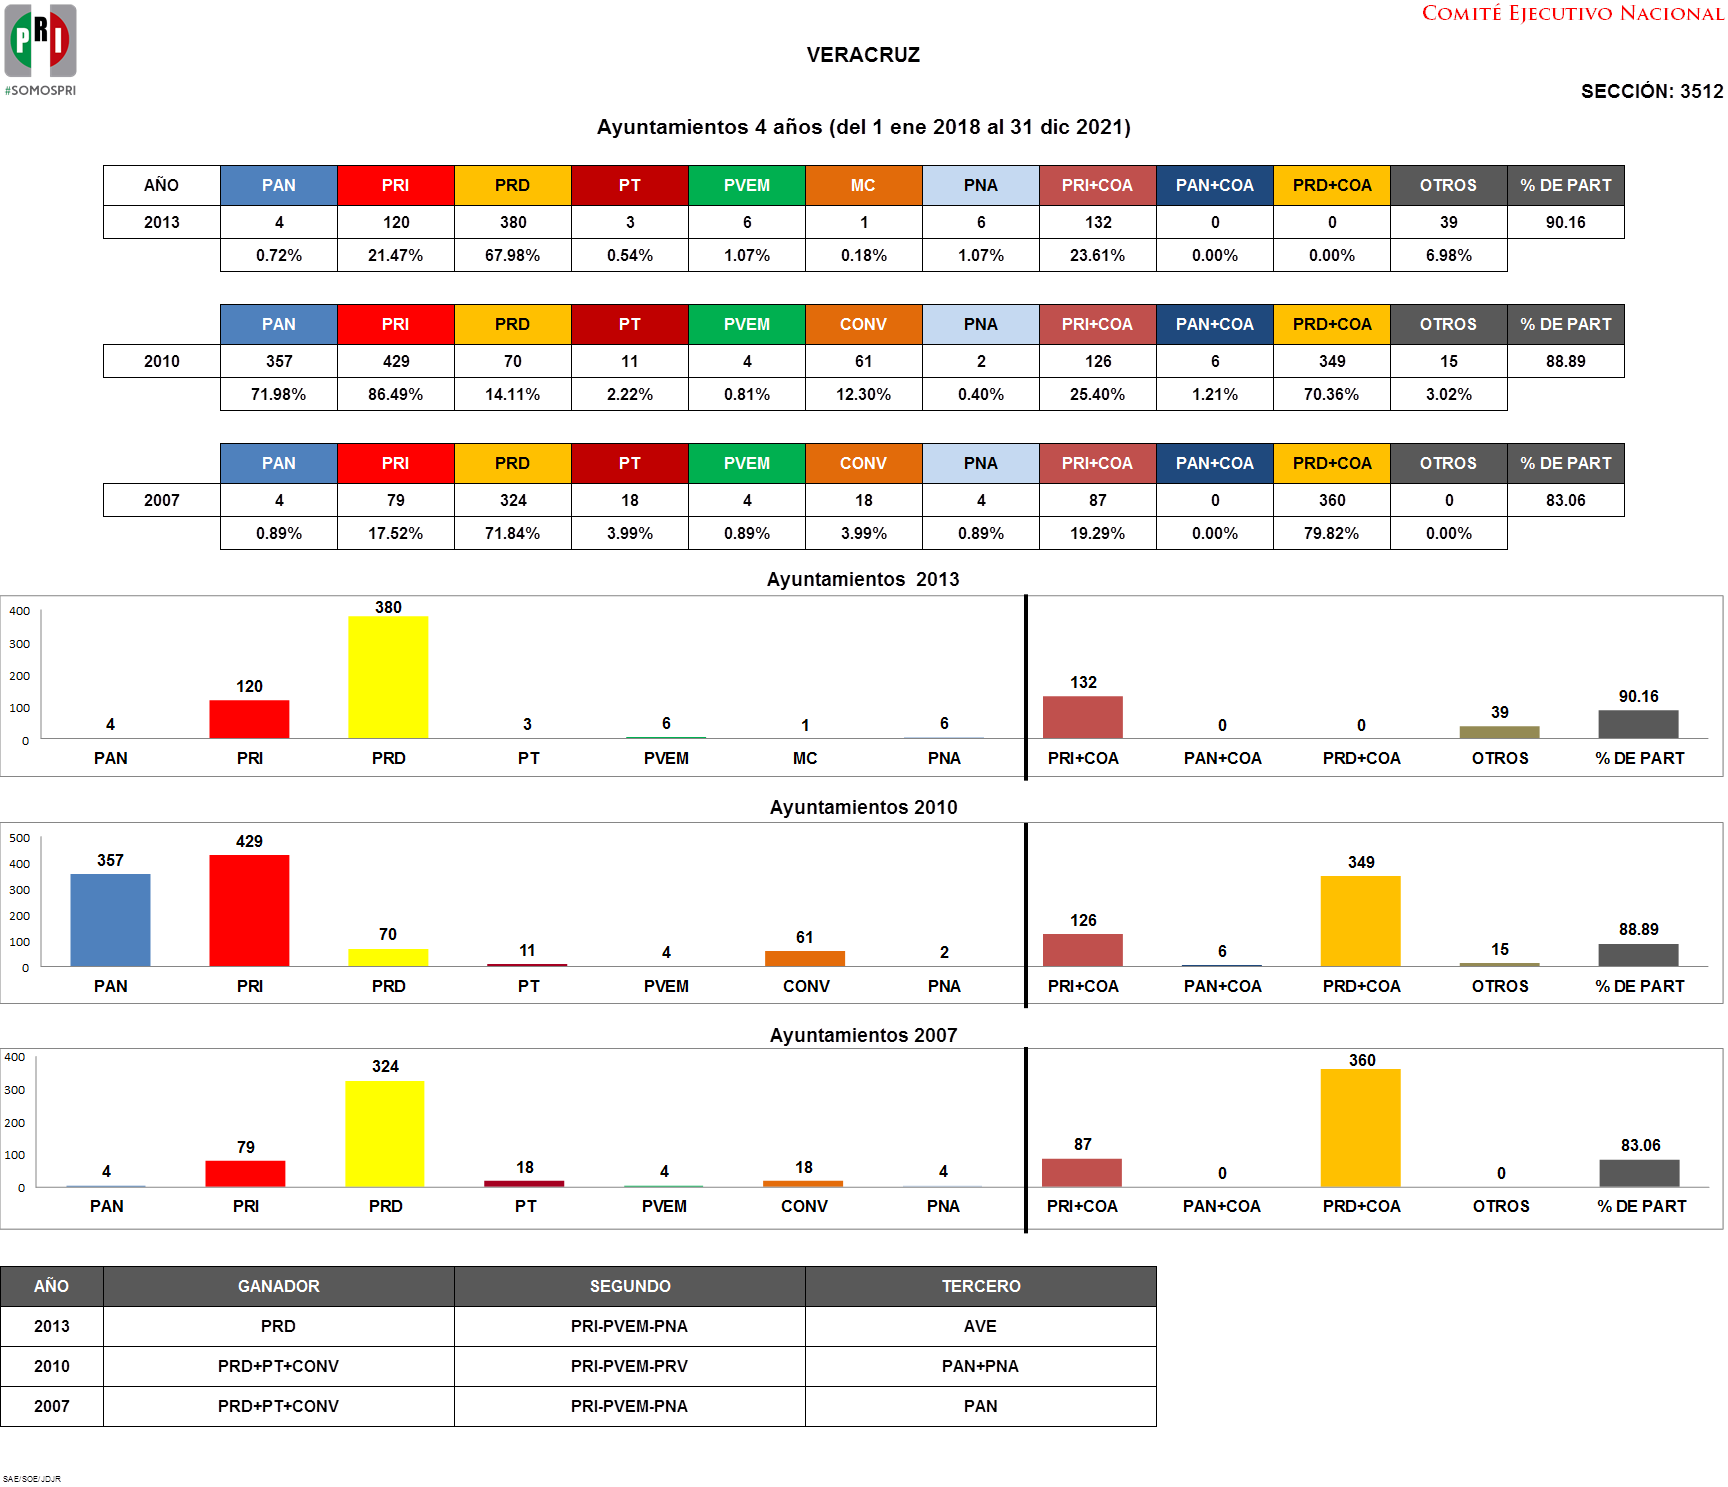 PRI
#SOMOSPRI
COMITÉ EJECUTIVO NACIONAL
VERACRUZ
SECCIÓN: 3512
Ayuntamientos 4 años (del 1 ene 2018 al 31 dic 2021)
AÑO PAN PRI PRD PT PVEM MC PNA PRI+COA PAN+COA PRD+COA OTROS % DE PART
2013 4 120 380 3 6 1 6 132 0 0 39 90.16
0.72% 21.47% 67.98% 0.54% 1.07% 0.18% 1.07% 23.61% 0.00% 0.00% 6.98%
PAN PRI PRD PT PVEM CONV PNA PRI+COA PAN+COA PRD+COA OTROS % DE PART
2010 357 429 70 11 4 61 2 126 6 349 15 88.89
71.98% 86.49% 14.11% 2.22% 0.81% 12.30% 0.40% 25.40% 1.21% 70.36% 3.02%
PAN PRI PRD PT PVEM CONV PNA PRI+COA PAN+COA PRD+COA OTROS % DE PART
2007 4 79 324 18 4 18 4 87 0 360 0 83.06
0.89% 17.52% 71.84% 3.99% 0.89% 3.99% 0.89% 19.29% 0.00% 79.82% 0.00%
Ayuntamientos 2013
400
300
200
100
0
4 120 380 3 6 1 6 132 0 0 39 90.16
PAN PRI PRD PT PVEM MC PNA PRI+COA PAN+COA PRD+COA OTROS % DE PART
Ayuntamientos 2010
500
400
300
200
100
0
357 429 70 11 4 61 2 126 6 349 15 88.89
PAN PRI PRD PT PVEM CONV PNA PRI+COA PAN+COA PRD+COA OTROS % DE PART
Ayuntamientos 2007
400
300
200
100
0
4 79 324 18 4 18 4 87 0 360 0 83.06
PAN PRI PRD PT PVEM CONV PNA PRI+COA PAN+COA PRD+COA OTROS % DE PART
AÑO GANADOR SEGUNDO TERCERO
2013 PRD PRI-PVEM-PNA AVE
2010 PRD+PT+CONV PRI-PVEM-PRV PAN+PNA
2007 PRD+PT+CONV PRI-PVEM-PNA PAN
SAE/SOE/JDJR